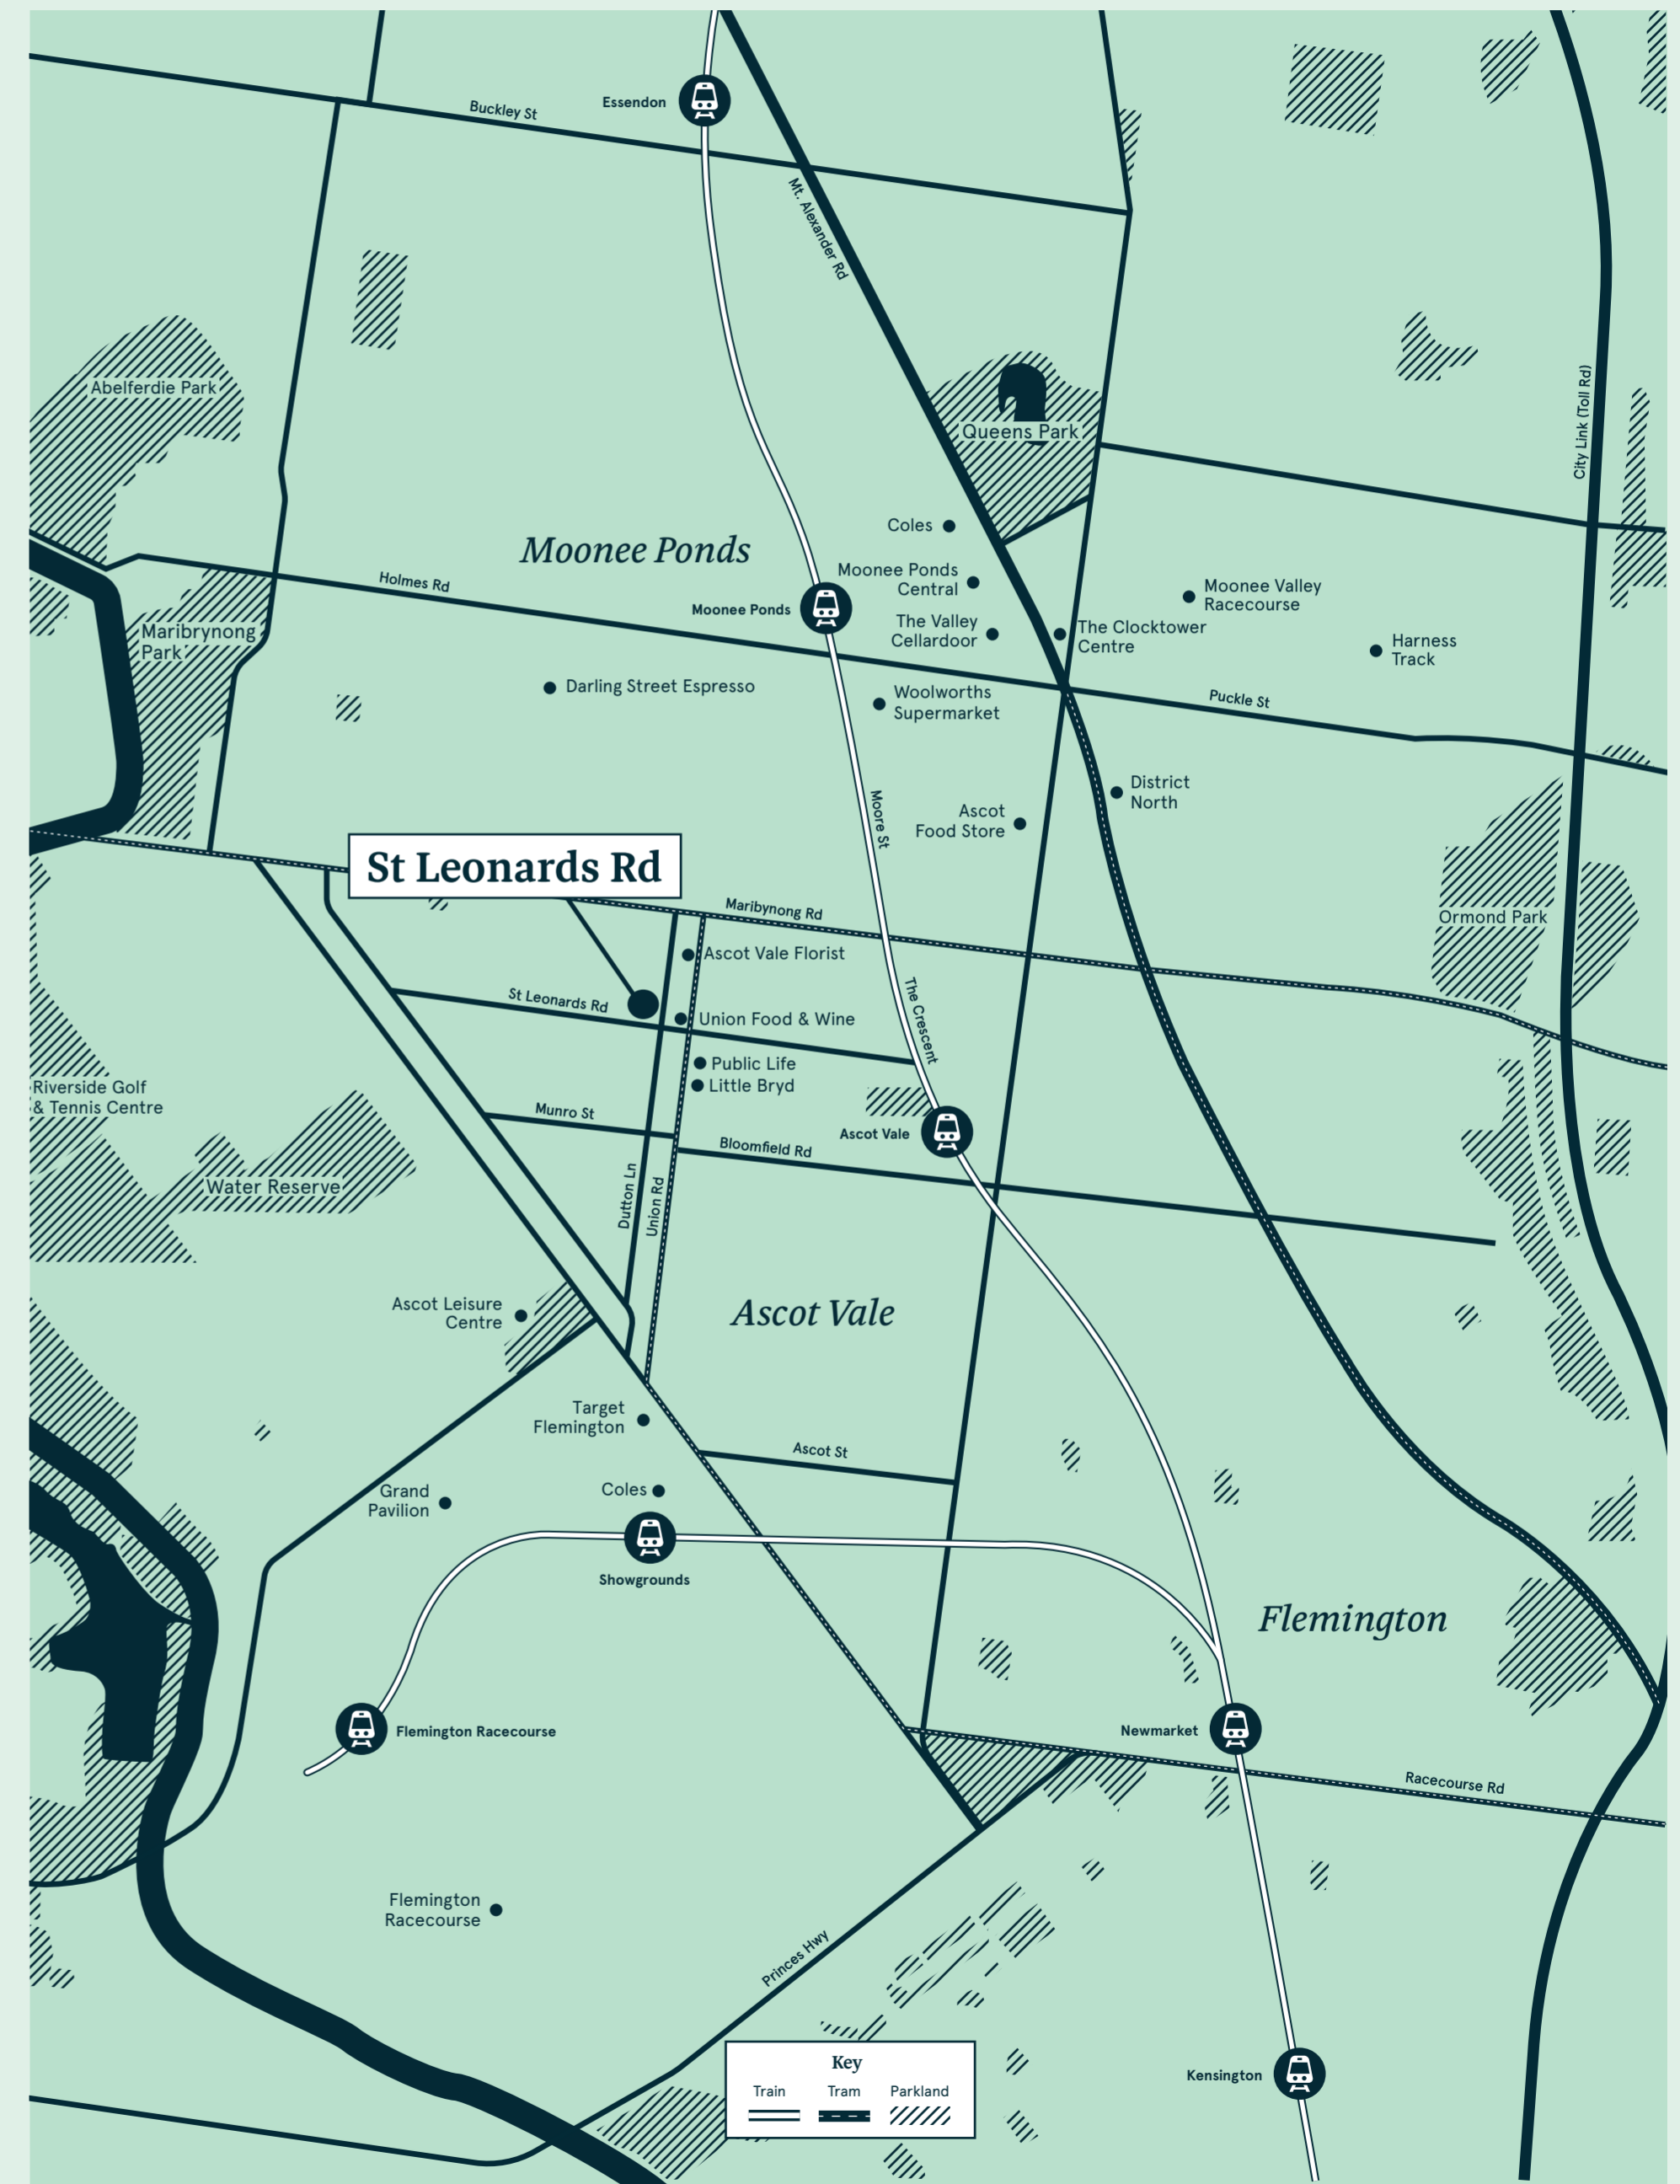 Essendon
Buckley St
Mt. Alexander Rd
Abelferdie Park
City Link (Toll Rd)
Queens Park
Coles
Moonee Ponds
Moonee Ponds
Central
Holmes Rd
Moonee Valley
Racecourse
Moonee Ponds
The Valley
Cellardoor
The Clocktower
Centre
Maribrynong
Park
Harness
Track
Darling Street Espresso
Woolworths
Supermarket
Puckle St
District
North
Moore St
Ascot
Food Store
St Leonards Rd
Maribynong Rd
Ormond Park
Ascot Vale Florist
St Leonards Rd
The Crescent
Union Food & Wine
Public Life
Little Bryd
Riverside Golf
& Tennis Centre
Munro St
Ascot Vale
Bloomfield Rd
Water Reserve
Dutton Ln
Union Rd
Ascot Leisure
Centre
Ascot Vale
Target
Flemington
Ascot St
Grand
Pavilion
Coles
Showgrounds
Flemington
Flemington Racecourse
Newmarket
Racecourse Rd
Flemington
Racecourse
Princes Hwy
Key
Train
Tram
Parkland
Kensington